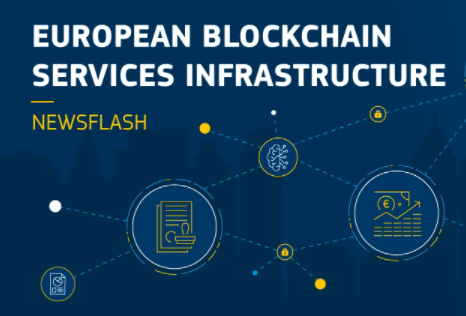 EUROPEAN BLOCKCHAIN
SERVICES INFRASTRUCTURE
NEWSFLASH
€